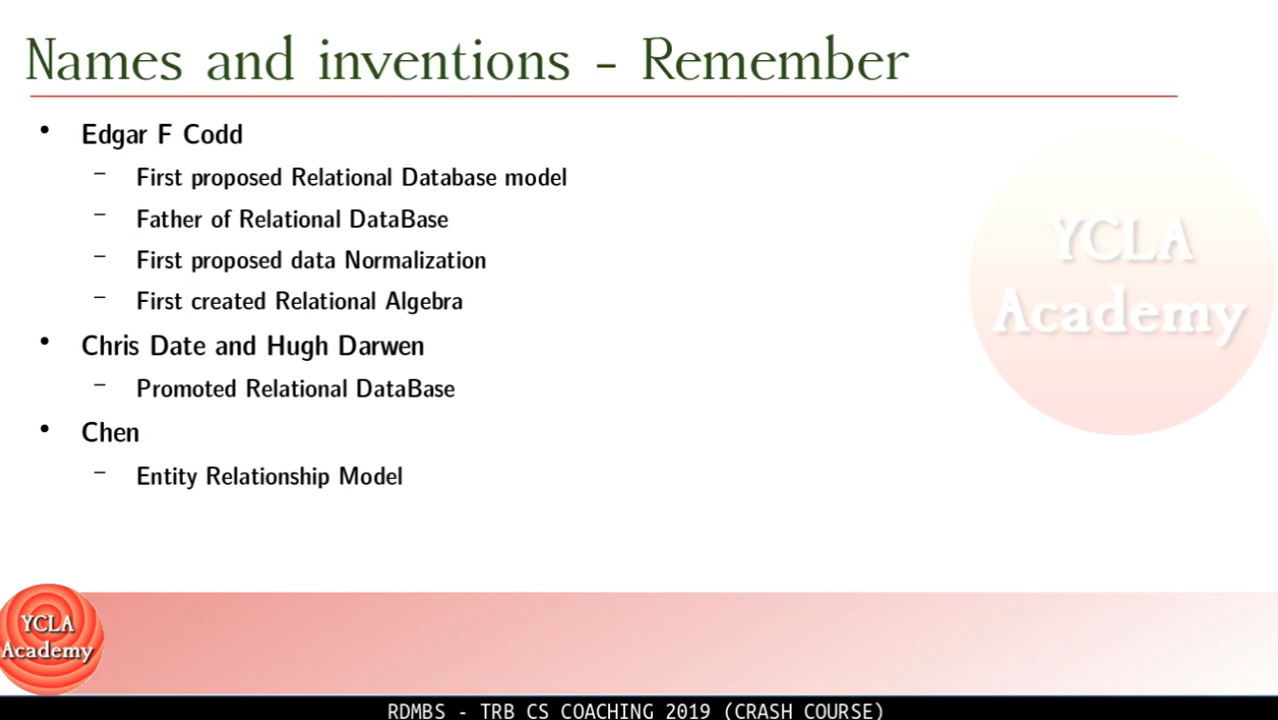 Names and inventions - Remember
• Edgar F Codd
– First proposed Relational Database model
– Father of Relational DataBase
– First proposed data Normalization
– First created Relational Algebra
• Chris Date and Hugh Darwen
– Promoted Relational DataBase
• Chen
– Entity Relationship Model
YCLA
Academy
YCLA
Academy
RDMBS - TRB CS COACHING 2019 (CRASH COURSE)